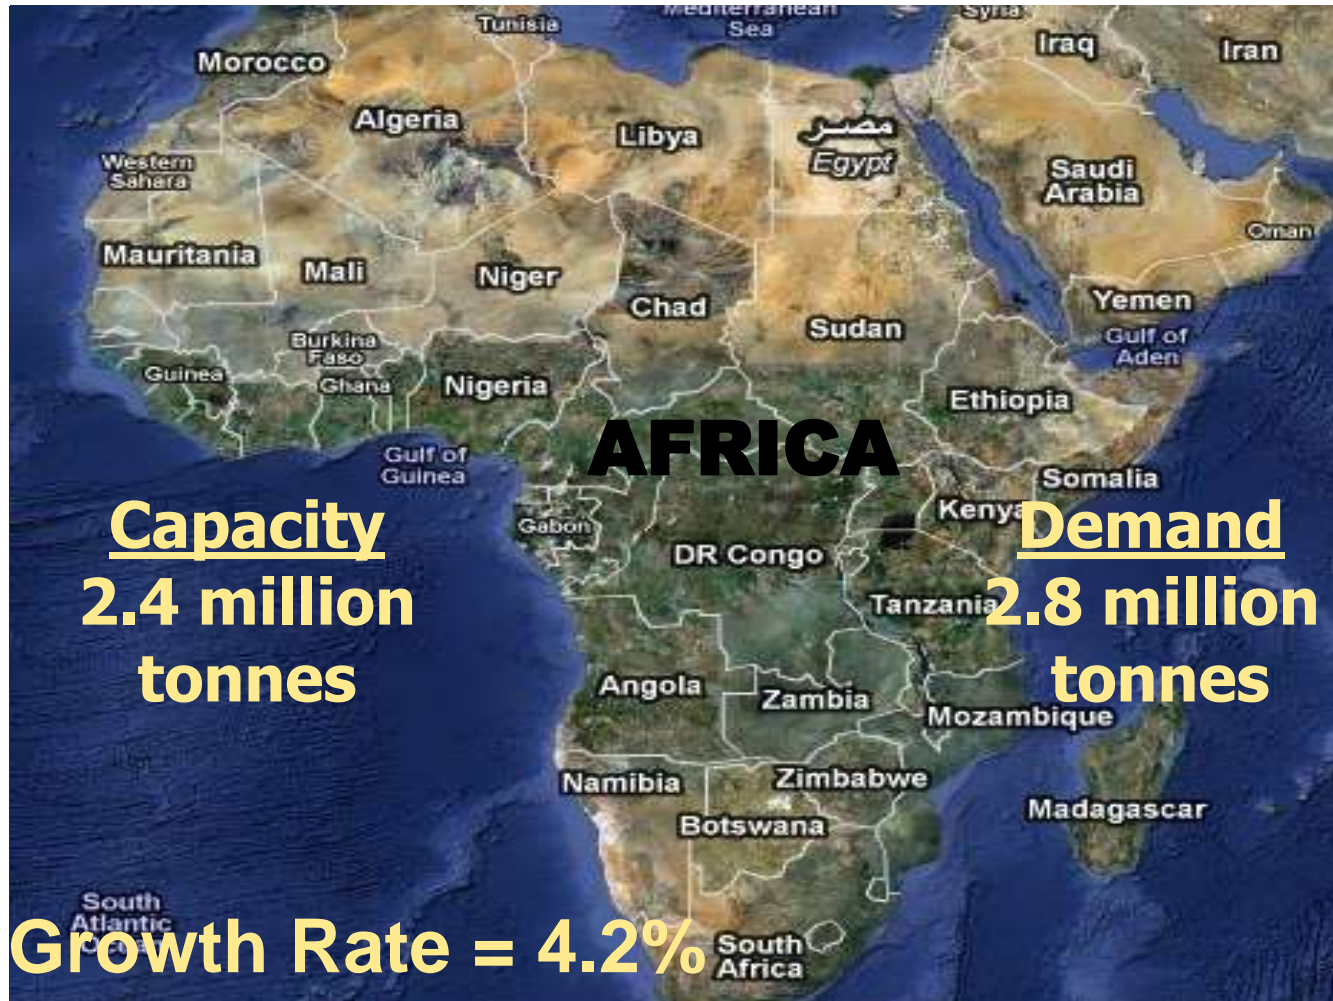 Mediterranean
Sea
Syria
Tunisia
Iraq
Iran
Morocco
Algeria
Libya
مصر
Egypt
Western
Sahara
Saudi
Arabia
Oman
Mauritania
Mali
Niger
Chad
Sudan
Yemen
Gulf of
Aden
Burkina
Faso
Guinea
Ghana
Nigeria
Ethiopia
AFRICA
Gulf of
Guinea
Somalia
Kenya
Gabon
DR Congo
Capacity
2.4 million
tonnes
Demand
2.8 million
tonnes
Tanzania
Angola
Zambia
Mozambique
Namibia
Zimbabwe
Botswana
Madagascar
South
Atlantic
Growth Rate = 4.2%
South
Africa